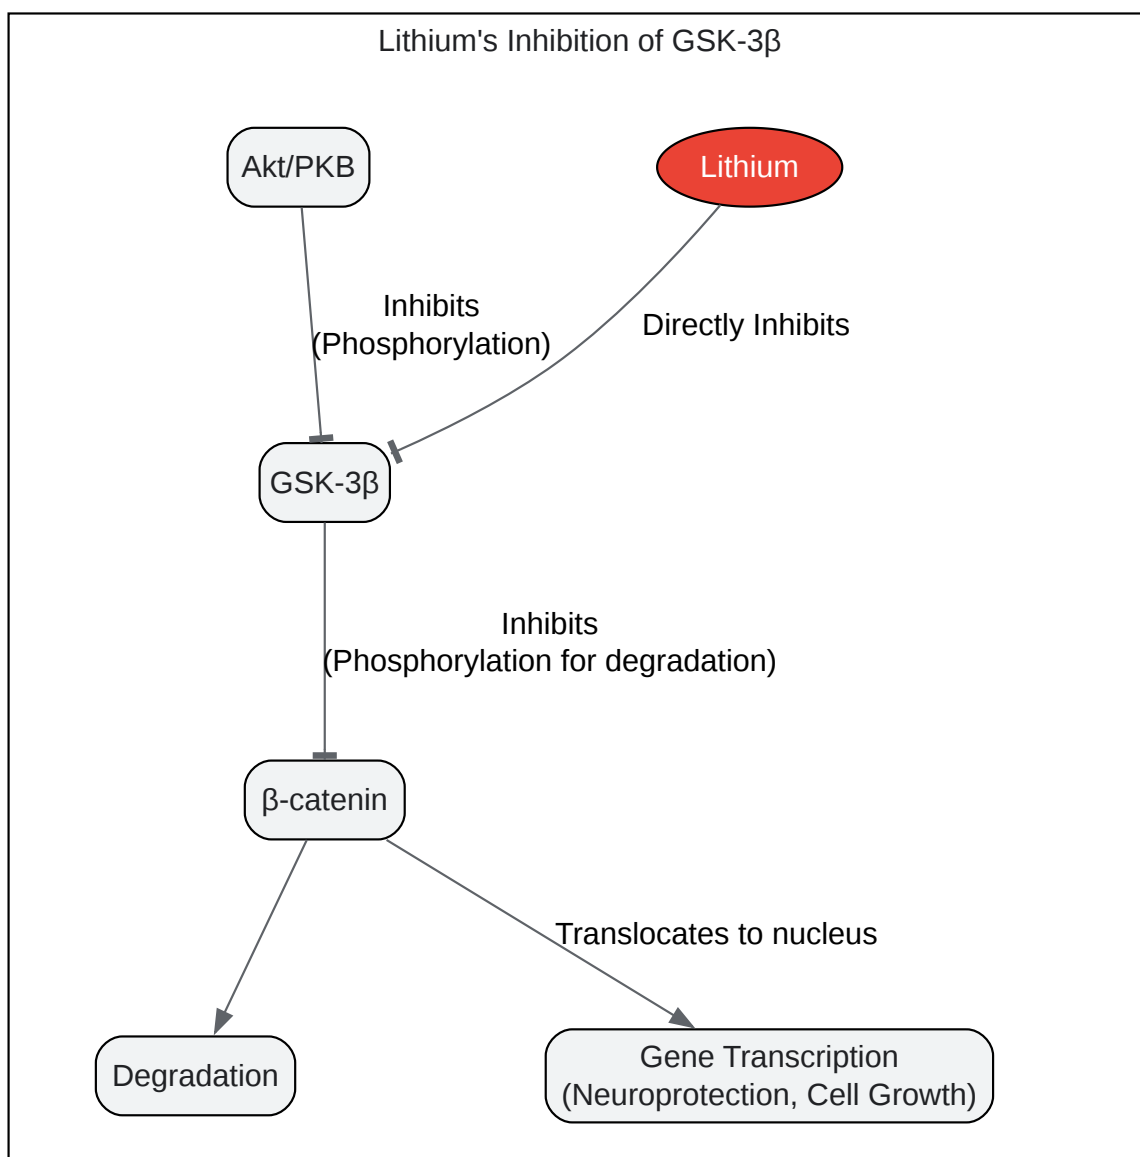 Lithium's Inhibition of GSK-3β
Akt/PKB
Lithium
Inhibits
(Phosphorylation)
Directly Inhibits
GSK-3β
Inhibits
(Phosphorylation for degradation)
β-catenin
Translocates to nucleus
Degradation
Gene Transcription
(Neuroprotection, Cell Growth)